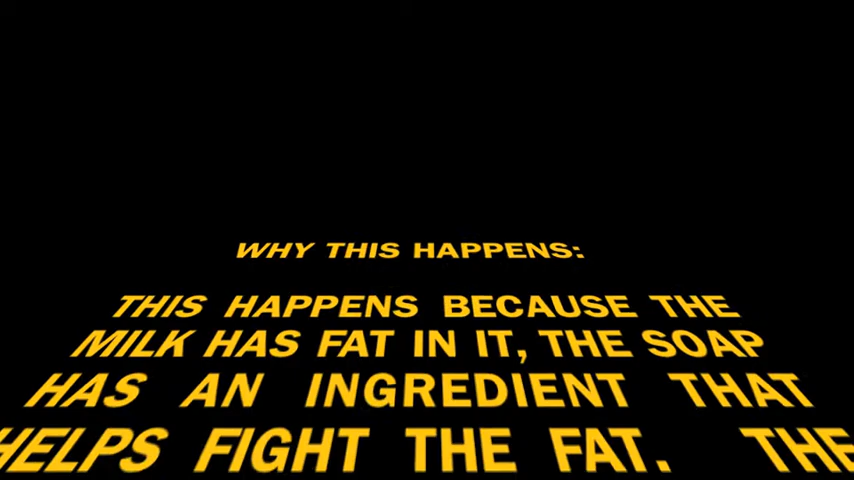 WHY THIS HAPPENS:
THIS HAPPENS BECAUSE THE
MILK HAS FAT IN IT, THE SOAP
HAS AN INGREDIENT THAT
HELPS FIGHT THE FAT. THE